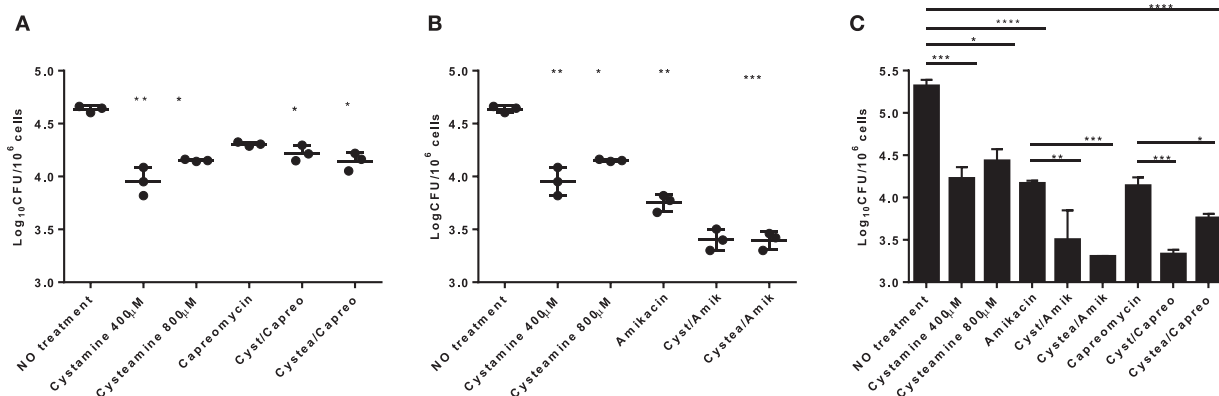 A
Log10CFU/10^6 cells
5.0
4.5
4.0
3.5
3.0
** * * *
NO treatment
Cystamine 400µM
Cysteamine 800µM
Capreomycin
Cyst/Capreo
Cystea/Capreo
B
LogCFU/10^6 cells
5.0
4.5
4.0
3.5
3.0
** * ** ***
NO treatment
Cystamine 400µM
Cysteamine 800µM
Amikacin
Cyst/Amik
Cystea/Amik
C
Log10CFU/10^6 cells
5.5
5.0
4.5
4.0
3.5
3.0
****
****
*
***
***
**
*
***
NO treatment
Cystamine 400µM
Cysteamine 800µM
Amikacin
Cyst/Amik
Cystea/Amik
Capreomycin
Cyst/Capreo
Cystea/Capreo